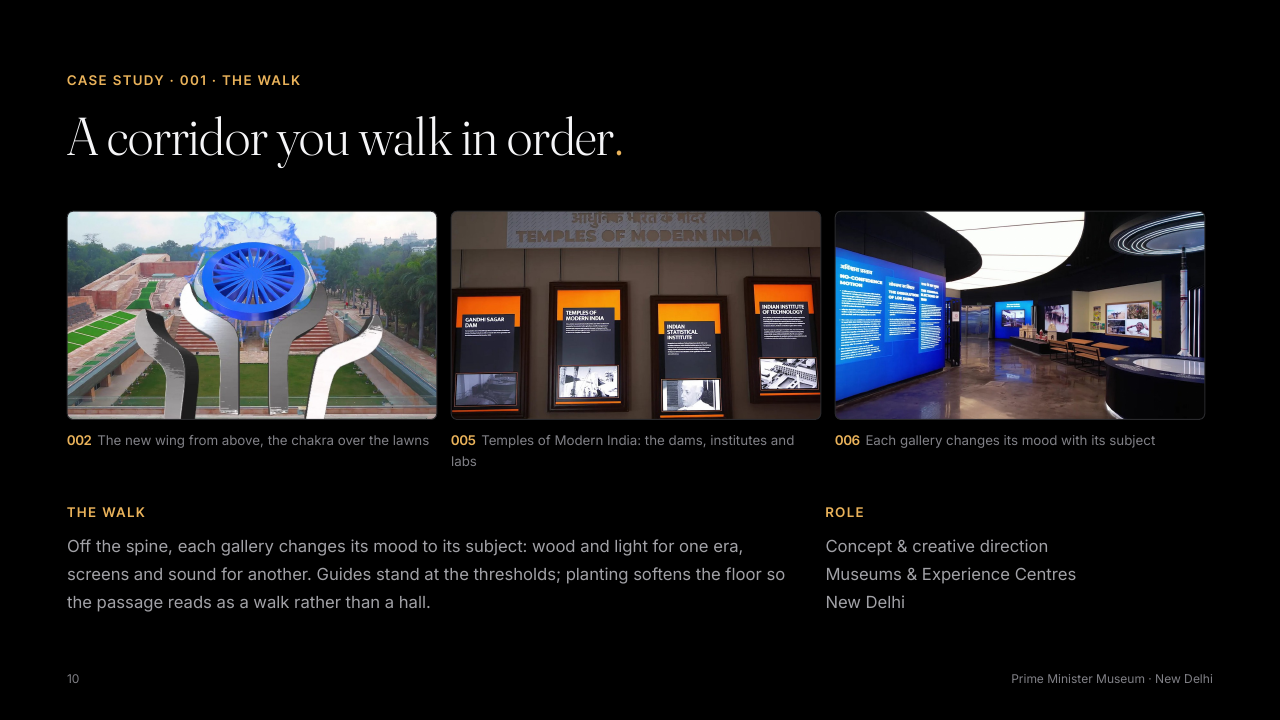 CASE STUDY · 001 · THE WALK
A corridor you walk in order.
आधुनिक भारत के मंदिर
TEMPLES OF MODERN INDIA
GANDHI SAGAR
DAM
TEMPLES OF
MODERN INDIA
INDIAN
STATISTICAL
INSTITUTE
INDIAN INSTITUTE
OF TECHNOLOGY
अविश्वास प्रस्ताव
NO-CONFIDENCE
MOTION
002 The new wing from above, the chakra over the lawns
005 Temples of Modern India: the dams, institutes and
labs
006 Each gallery changes its mood with its subject
THE WALK
Off the spine, each gallery changes its mood to its subject: wood and light for one era,
screens and sound for another. Guides stand at the thresholds; planting softens the floor so
the passage reads as a walk rather than a hall.
ROLE
Concept & creative direction
Museums & Experience Centres
New Delhi
10
Prime Minister Museum · New Delhi